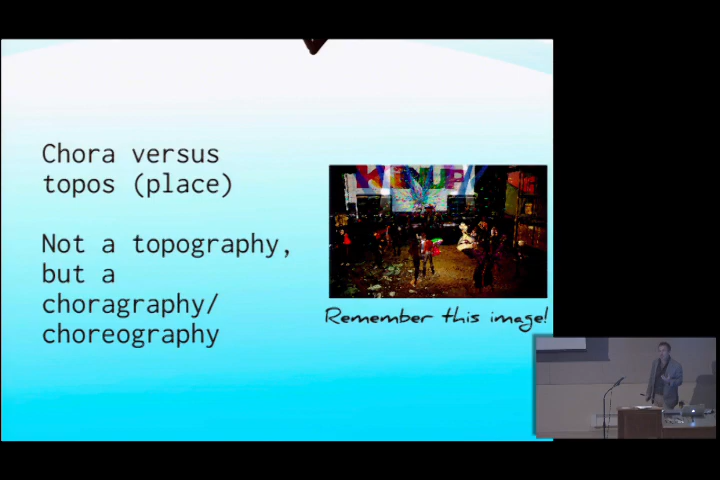 Chora versus
topos (place)
Not a topography,
but a
choragraphy/
choreography
Remember this image!